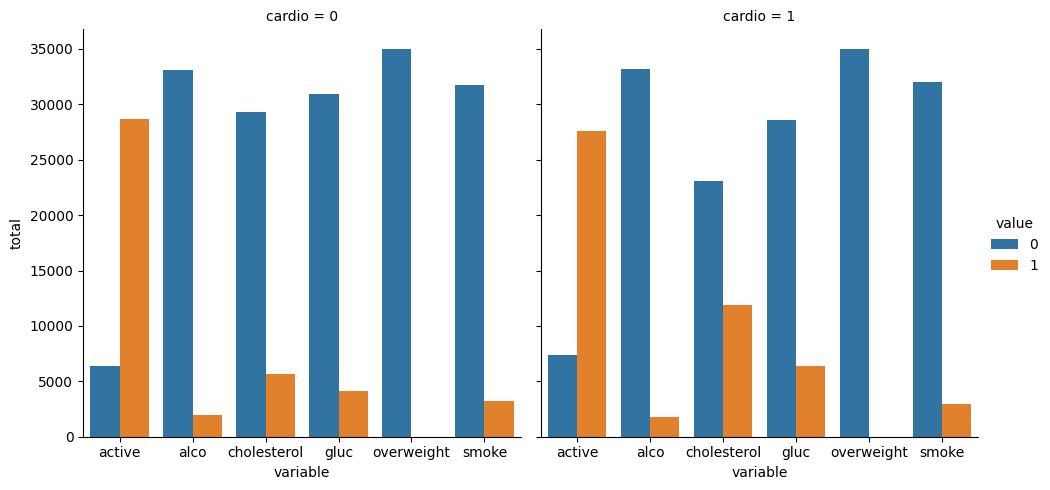 cardio = 0
cardio = 1
35000
30000
25000
20000
15000
10000
5000
0
total
active alco cholesterol gluc overweight smoke
variable
active alco cholesterol gluc overweight smoke
variable
value
0
1